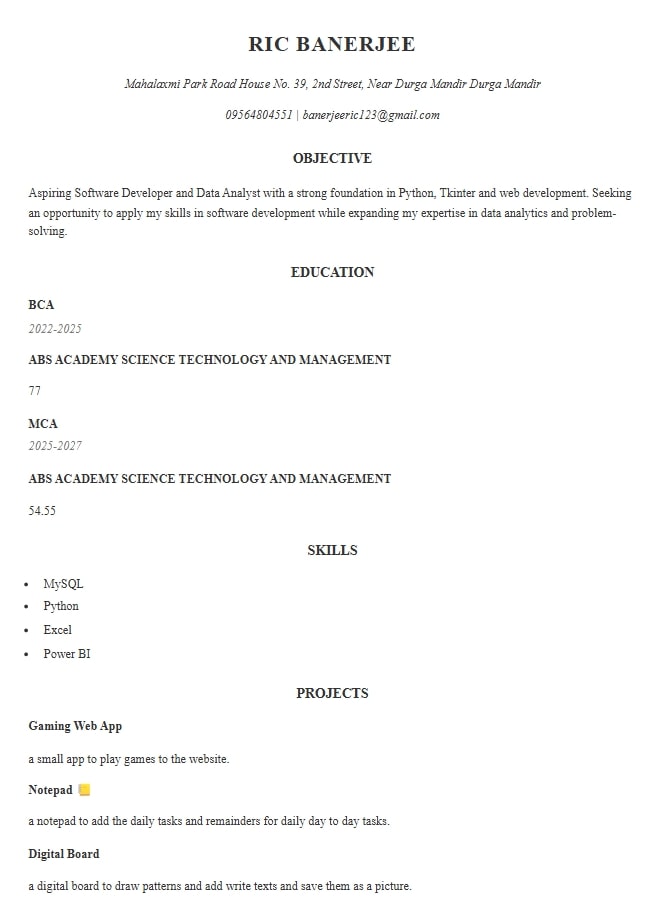 RIC BANERJEE
Mahalaxmi Park Road House No. 39, 2nd Street, Near Durga Mandir Durga Mandir
09564804551 | banerjeeric123@gmail.com
OBJECTIVE
Aspiring Software Developer and Data Analyst with a strong foundation in Python, Tkinter and web development. Seeking
an opportunity to apply my skills in software development while expanding my expertise in data analytics and problem-
solving.
EDUCATION
BCA
2022-2025
ABS ACADEMY SCIENCE TECHNOLOGY AND MANAGEMENT
77
MCA
2025-2027
ABS ACADEMY SCIENCE TECHNOLOGY AND MANAGEMENT
54.55
SKILLS
• MySQL
• Python
• Excel
• Power BI
PROJECTS
Gaming Web App
a small app to play games to the website.
Notepad 📒
a notepad to add the daily tasks and remainders for daily day to day tasks.
Digital Board
a digital board to draw patterns and add write texts and save them as a picture.